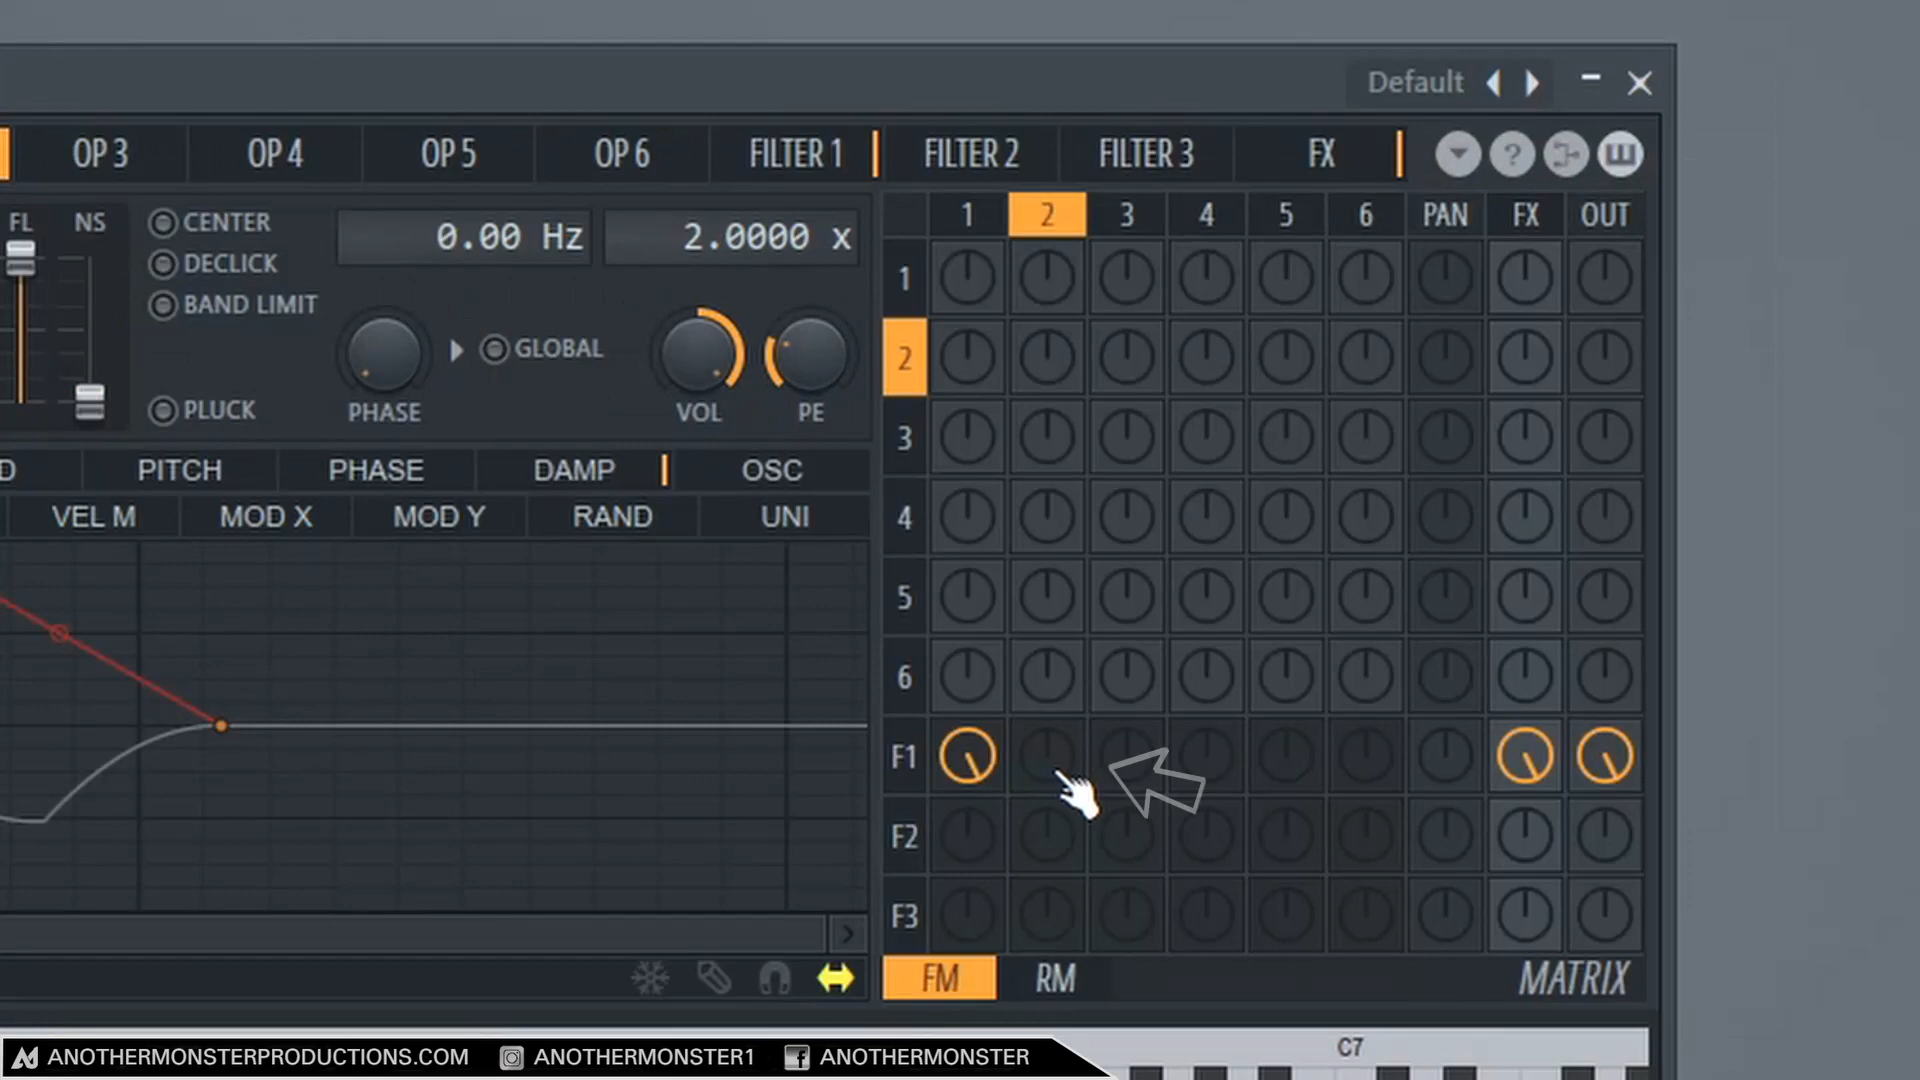 Default
OP 3 OP 4 OP 5 OP 6 FILTER 1 FILTER 2 FILTER 3 FX ?
FL NS CENTER 0.00 Hz 2.0000 x 1 2 3 4 5 6 PAN FX OUT
DECLICK
BAND LIMIT
1
GLOBAL
2
PLUCK PHASE VOL PE
3
D PITCH PHASE DAMP OSC
VEL M MOD X MOD Y RAND UNI
4
5
6
F1
F2
F3
FM RM MATRIX
ANOTHERMONSTERPRODUCTIONS.COM ANOTHERMONSTER1 ANOTHERMONSTER
C7